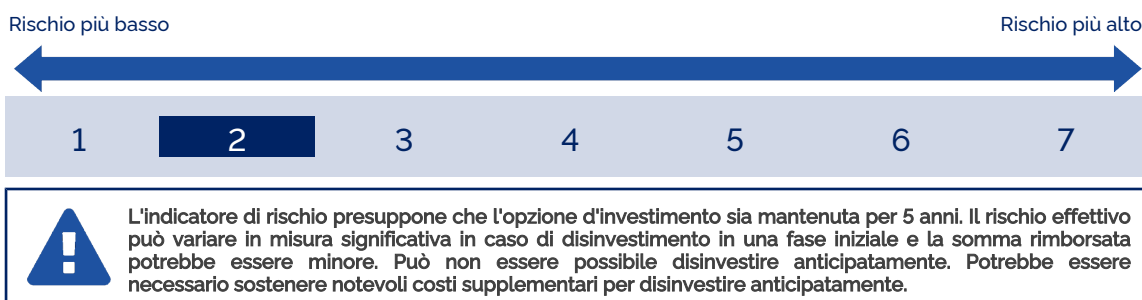 Rischio più basso Rischio più alto
1 2 3 4 5 6 7
L'indicatore di rischio presuppone che l'opzione d'investimento sia mantenuta per 5 anni. Il rischio effettivo
può variare in misura significativa in caso di disinvestimento in una fase iniziale e la somma rimborsata
potrebbe essere minore. Può non essere possibile disinvestire anticipatamente. Potrebbe essere
necessario sostenere notevoli costi supplementari per disinvestire anticipatamente.